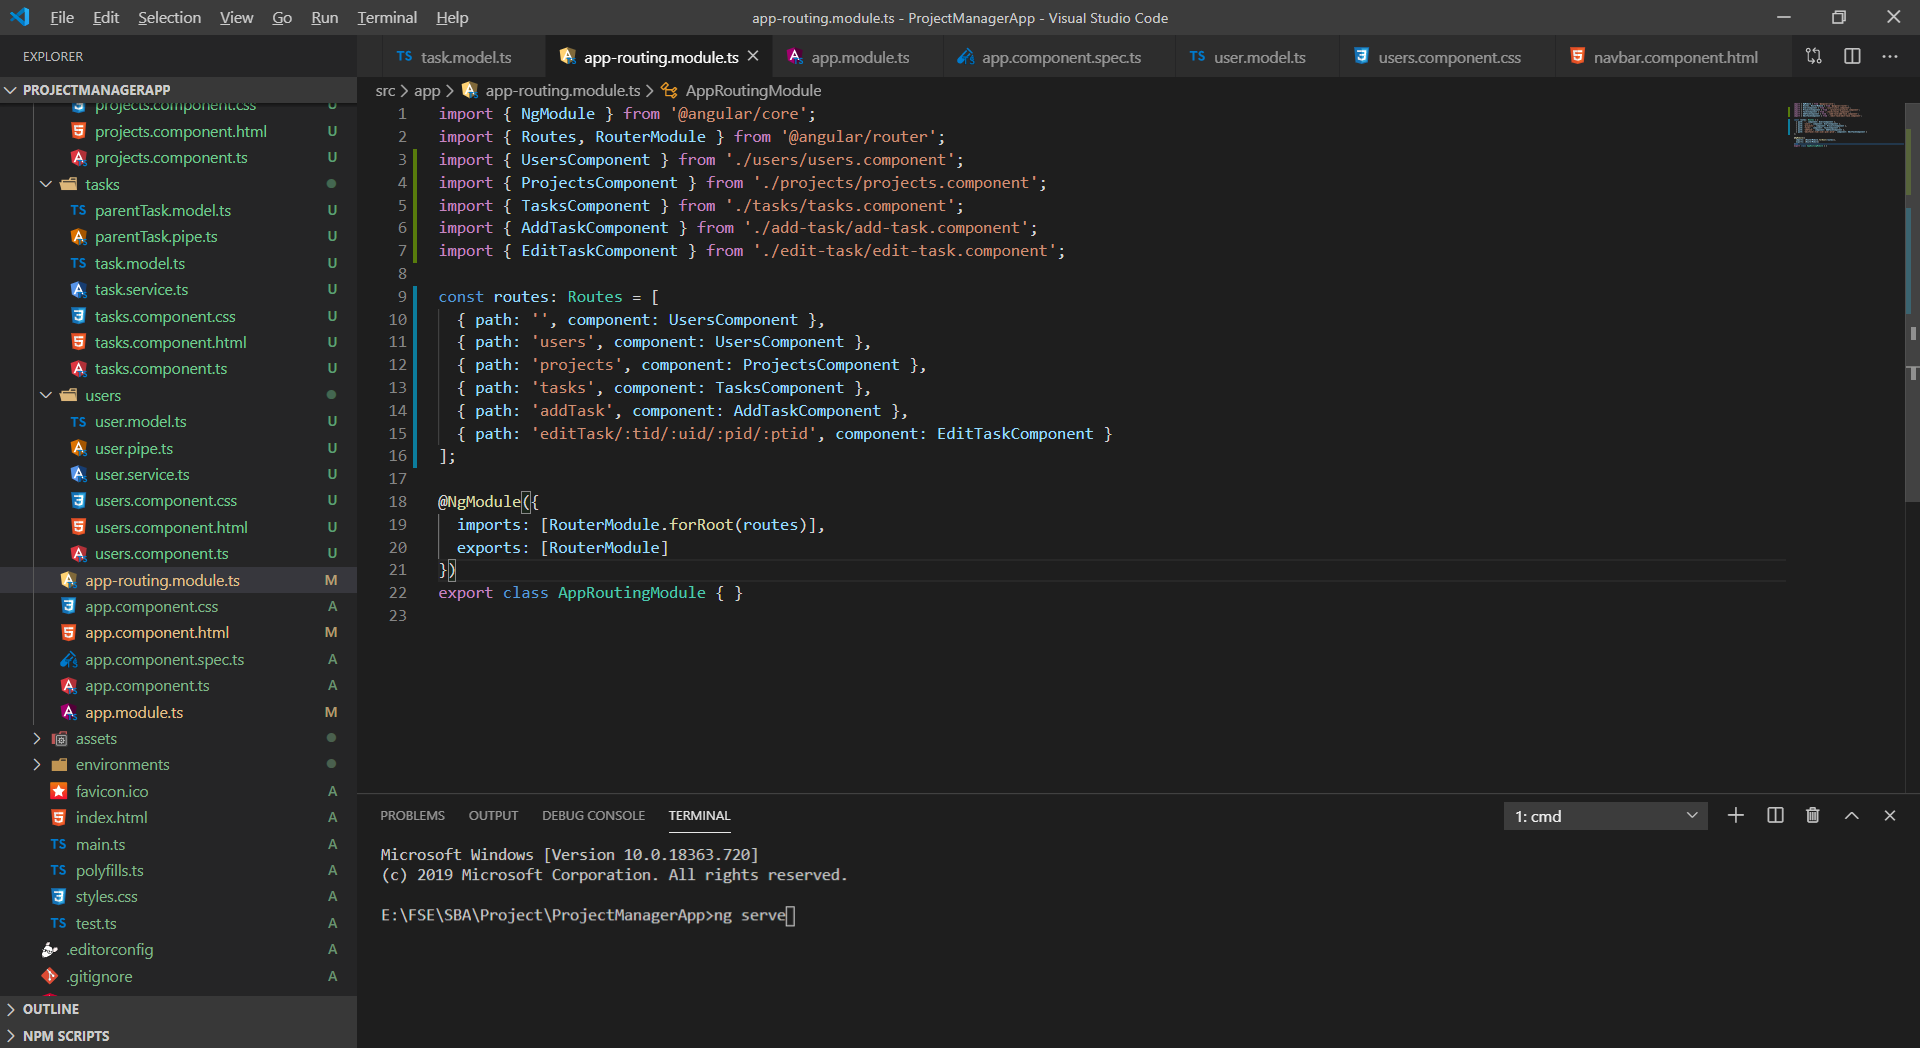 File Edit Selection View Go Run Terminal Help
app-routing.module.ts - ProjectManagerApp - Visual Studio Code
EXPLORER
PROJECTMANAGERAPP
projects.component.css U
projects.component.html U
projects.component.ts U
tasks
parentTask.model.ts U
parentTask.pipe.ts U
task.model.ts U
task.service.ts U
tasks.component.css U
tasks.component.html U
tasks.component.ts U
users
user.model.ts U
user.pipe.ts U
user.service.ts U
users.component.css U
users.component.html U
users.component.ts U
app-routing.module.ts M
app.component.css A
app.component.html M
app.component.spec.ts A
app.component.ts A
app.module.ts M
assets
environments
favicon.ico A
index.html A
main.ts A
polyfills.ts A
styles.css A
test.ts A
.editorconfig A
.gitignore A
OUTLINE
NPM SCRIPTS
task.model.ts app-routing.module.ts app.module.ts app.component.spec.ts user.model.ts users.component.css navbar.component.html
src > app > app-routing.module.ts > AppRoutingModule
1 import { NgModule } from '@angular/core';
2 import { Routes, RouterModule } from '@angular/router';
3 import { UsersComponent } from './users/users.component';
4 import { ProjectsComponent } from './projects/projects.component';
5 import { TasksComponent } from './tasks/tasks.component';
6 import { AddTaskComponent } from './add-task/add-task.component';
7 import { EditTaskComponent } from './edit-task/edit-task.component';
8
9 const routes: Routes = [
10 { path: '', component: UsersComponent },
11 { path: 'users', component: UsersComponent },
12 { path: 'projects', component: ProjectsComponent },
13 { path: 'tasks', component: TasksComponent },
14 { path: 'addTask', component: AddTaskComponent },
15 { path: 'editTask/:tid/:uid/:pid/:ptid', component: EditTaskComponent }
16 ];
17
18 @NgModule({
19 imports: [RouterModule.forRoot(routes)],
20 exports: [RouterModule]
21 })
22 export class AppRoutingModule { }
23
PROBLEMS OUTPUT DEBUG CONSOLE TERMINAL 1: cmd
Microsoft Windows [Version 10.0.18363.720]
(c) 2019 Microsoft Corporation. All rights reserved.
E:\FSE\SBA\Project\ProjectManagerApp>ng serve